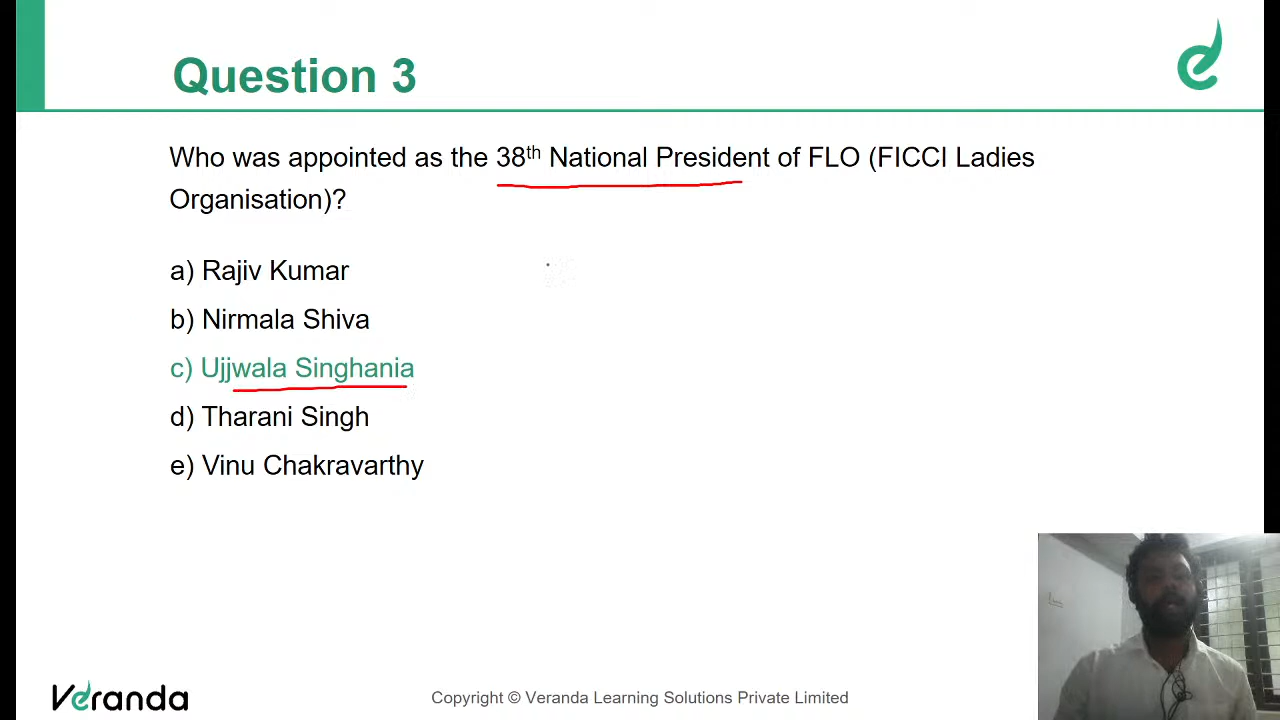 Question 3
Who was appointed as the 38th National President of FLO (FICCI Ladies
Organisation)?
a) Rajiv Kumar
b) Nirmala Shiva
c) Ujjwala Singhania
d) Tharani Singh
e) Vinu Chakravarthy
Veranda
Copyright © Veranda Learning Solutions Private Limited